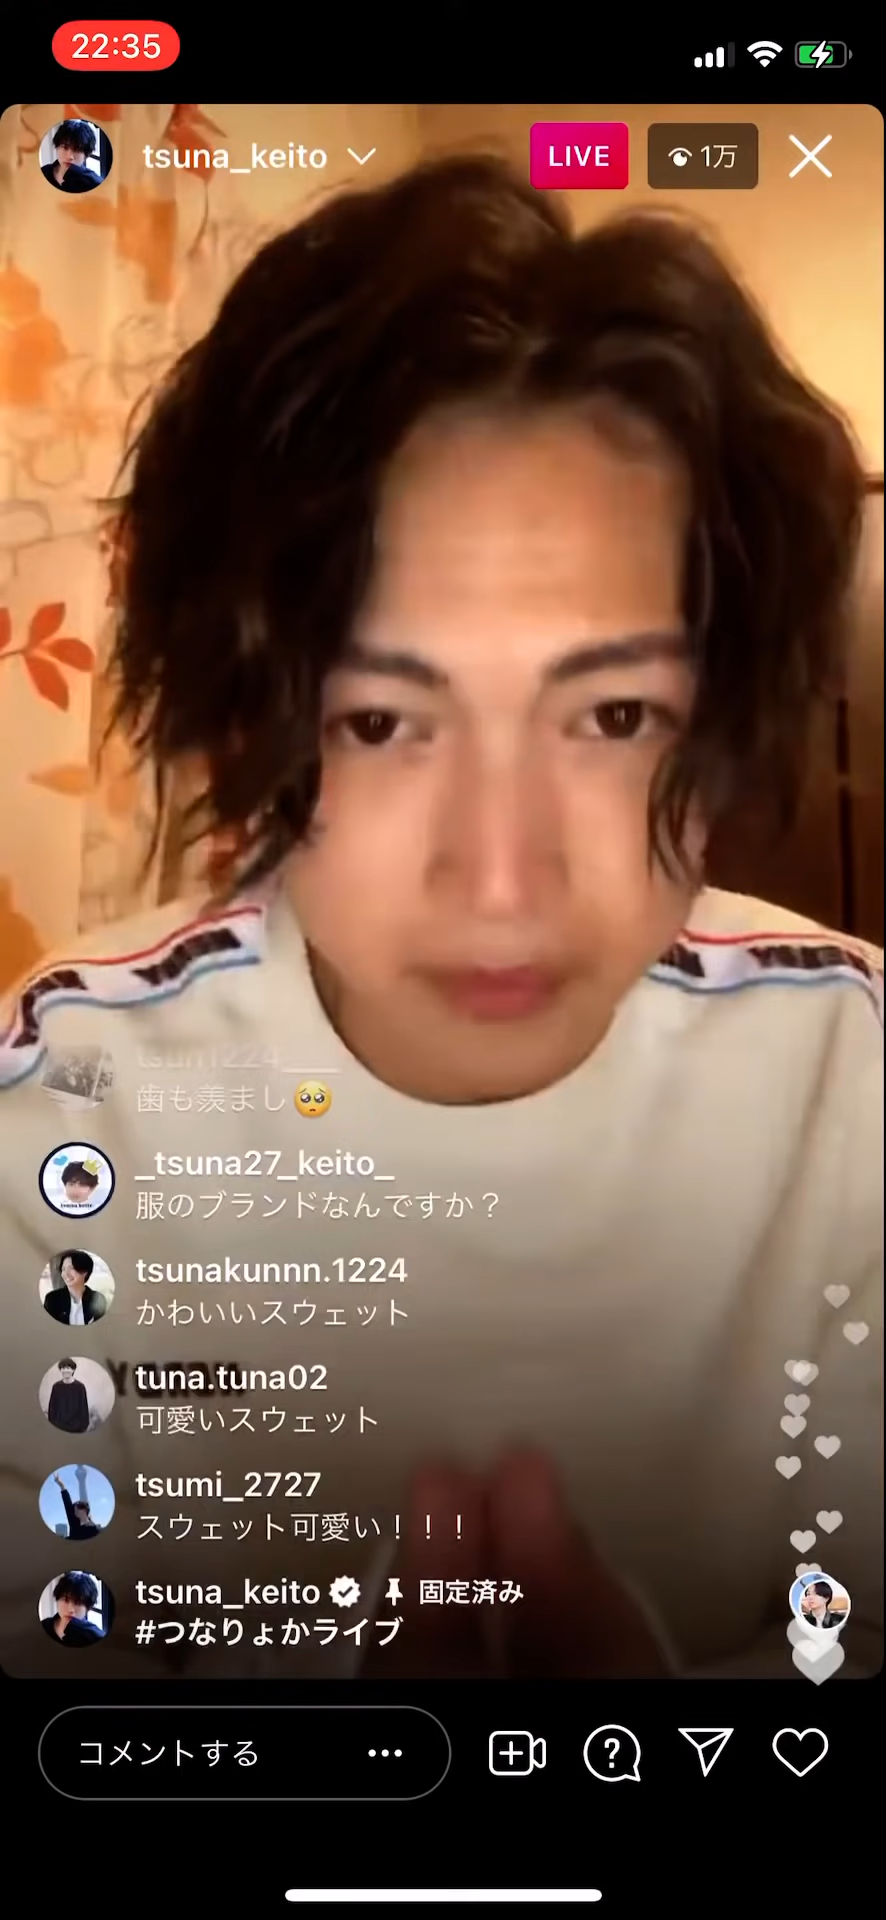 22:35
tsuna_keito
LIVE
1万
tsun1224___
歯も羨まし🥺
_tsuna27_keito_
服のブランドなんですか？
tsunakunnn.1224
かわいいスウェット
tuna.tuna02
可愛いスウェット
tsumi_2727
スウェット可愛い！！！
tsuna_keito 固定済み
#つなりょかライブ
コメントする